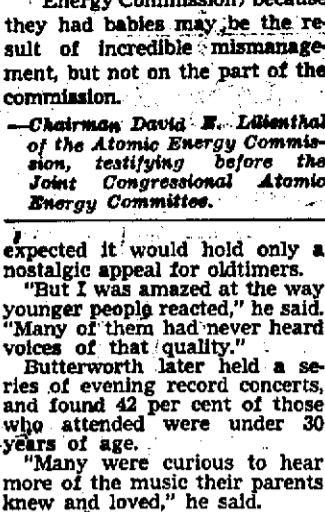 Energy Commission, because
they had babies may be the re-
sult of incredible mismanage-
ment, but not on the part of the
commission.
—Chairman David E. Lilienthal
of the Atomic Energy Commis-
sion, testifying before the
Joint Congressional Atomic
Energy Committee.
expected it would hold only a
nostalgic appeal for oldtimers.
"But I was amazed at the way
younger people reacted," he said.
"Many of them had never heard
voices of that quality."
Butterworth later held a se-
ries of evening record concerts,
and found 42 per cent of those
who attended were under 30
years of age.
"Many were curious to hear
more of the music their parents
knew and loved," he said.